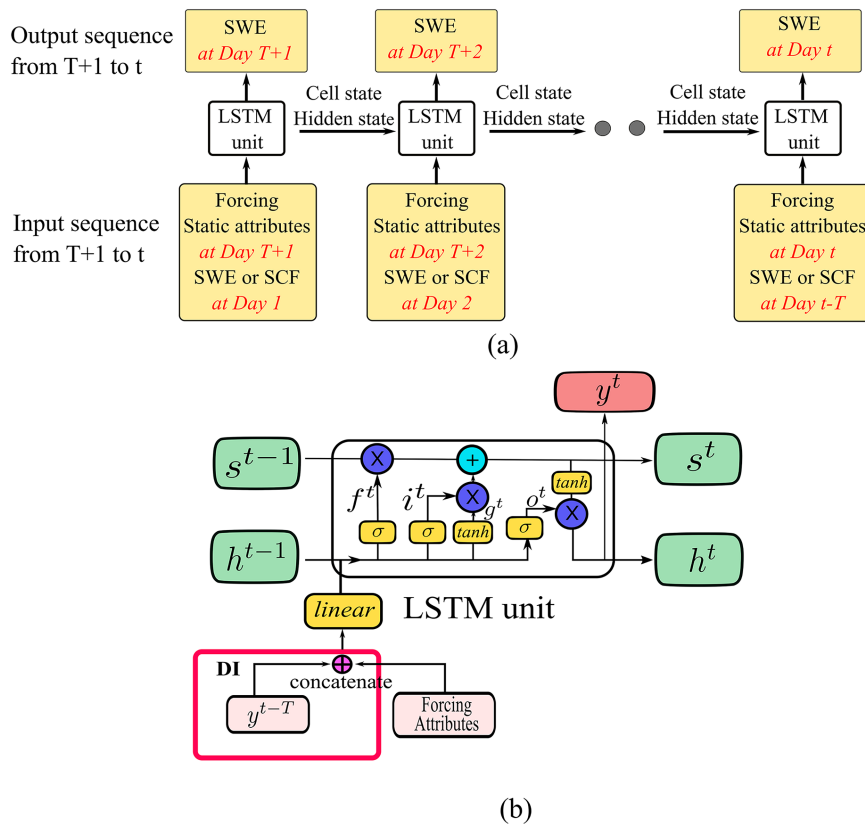 Output sequence
from T+1 to t
SWE
at Day T+1
SWE
at Day T+2
SWE
at Day t
LSTM
unit
Cell state
Hidden state
LSTM
unit
Cell state
Hidden state
Cell state
Hidden state
LSTM
unit
Input sequence
from T+1 to t
Forcing
Static attributes
at Day T+1
SWE or SCF
at Day 1
Forcing
Static attributes
at Day T+2
SWE or SCF
at Day 2
Forcing
Static attributes
at Day t
SWE or SCF
at Day t-T
(a)
y^t
s^{t-1}
X
+
s^t
tanh
f^t
i^t
X
g^t
o^t
X
σ
σ
tanh
σ
h^{t-1}
h^t
linear
LSTM unit
DI
+
concatenate
y^{t-T}
Forcing
Attributes
(b)